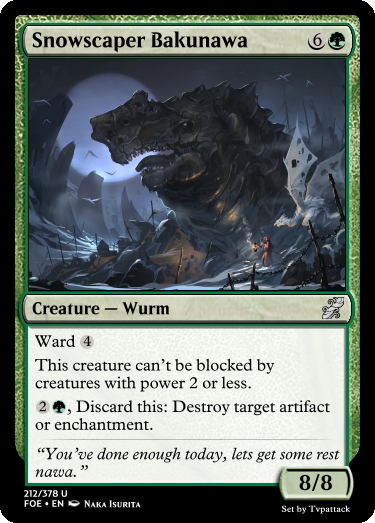 Snowscaper Bakunawa 6
Creature — Wurm
Ward 4
This creature can't be blocked by
creatures with power 2 or less.
2, Discard this: Destroy target artifact
or enchantment.
“You've done enough today, lets get some rest
nawa.”
8/8
212/378 U
FOE • EN Naka Isurita
Set by Tvpattack